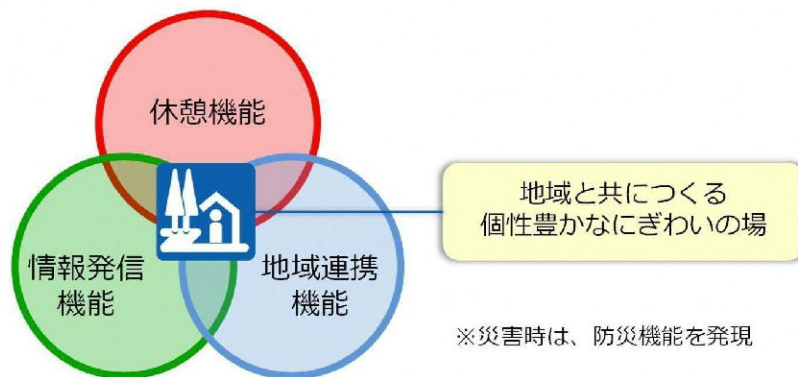 休憩機能
情報発信
機能
地域連携
機能
地域と共につくる
個性豊かなにぎわいの場
※災害時は、防災機能を発現